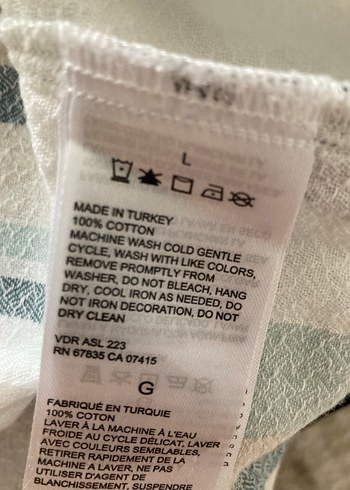 L
MADE IN TURKEY
100% COTTON
MACHINE WASH COLD GENTLE
CYCLE, WASH WITH LIKE COLORS,
REMOVE PROMPTLY FROM
WASHER, DO NOT BLEACH, HANG
DRY, COOL IRON AS NEEDED, DO
NOT IRON DECORATION, DO NOT
DRY CLEAN
VDR ASL 223
RN 67835 CA 07415
G
FABRIQUÉ EN TURQUIE
100% COTON
LAVER À LA MACHINE À L'EAU
FROIDE AU CYCLE DÉLICAT, LAVER
AVEC COULEURS SEMBLABLES,
RETIRER RAPIDEMENT DE LA
MACHINE A LAVER, NE PAS
UTILISER D'AGENT DE
BLANCHISSEMENT, SUSPENDRE